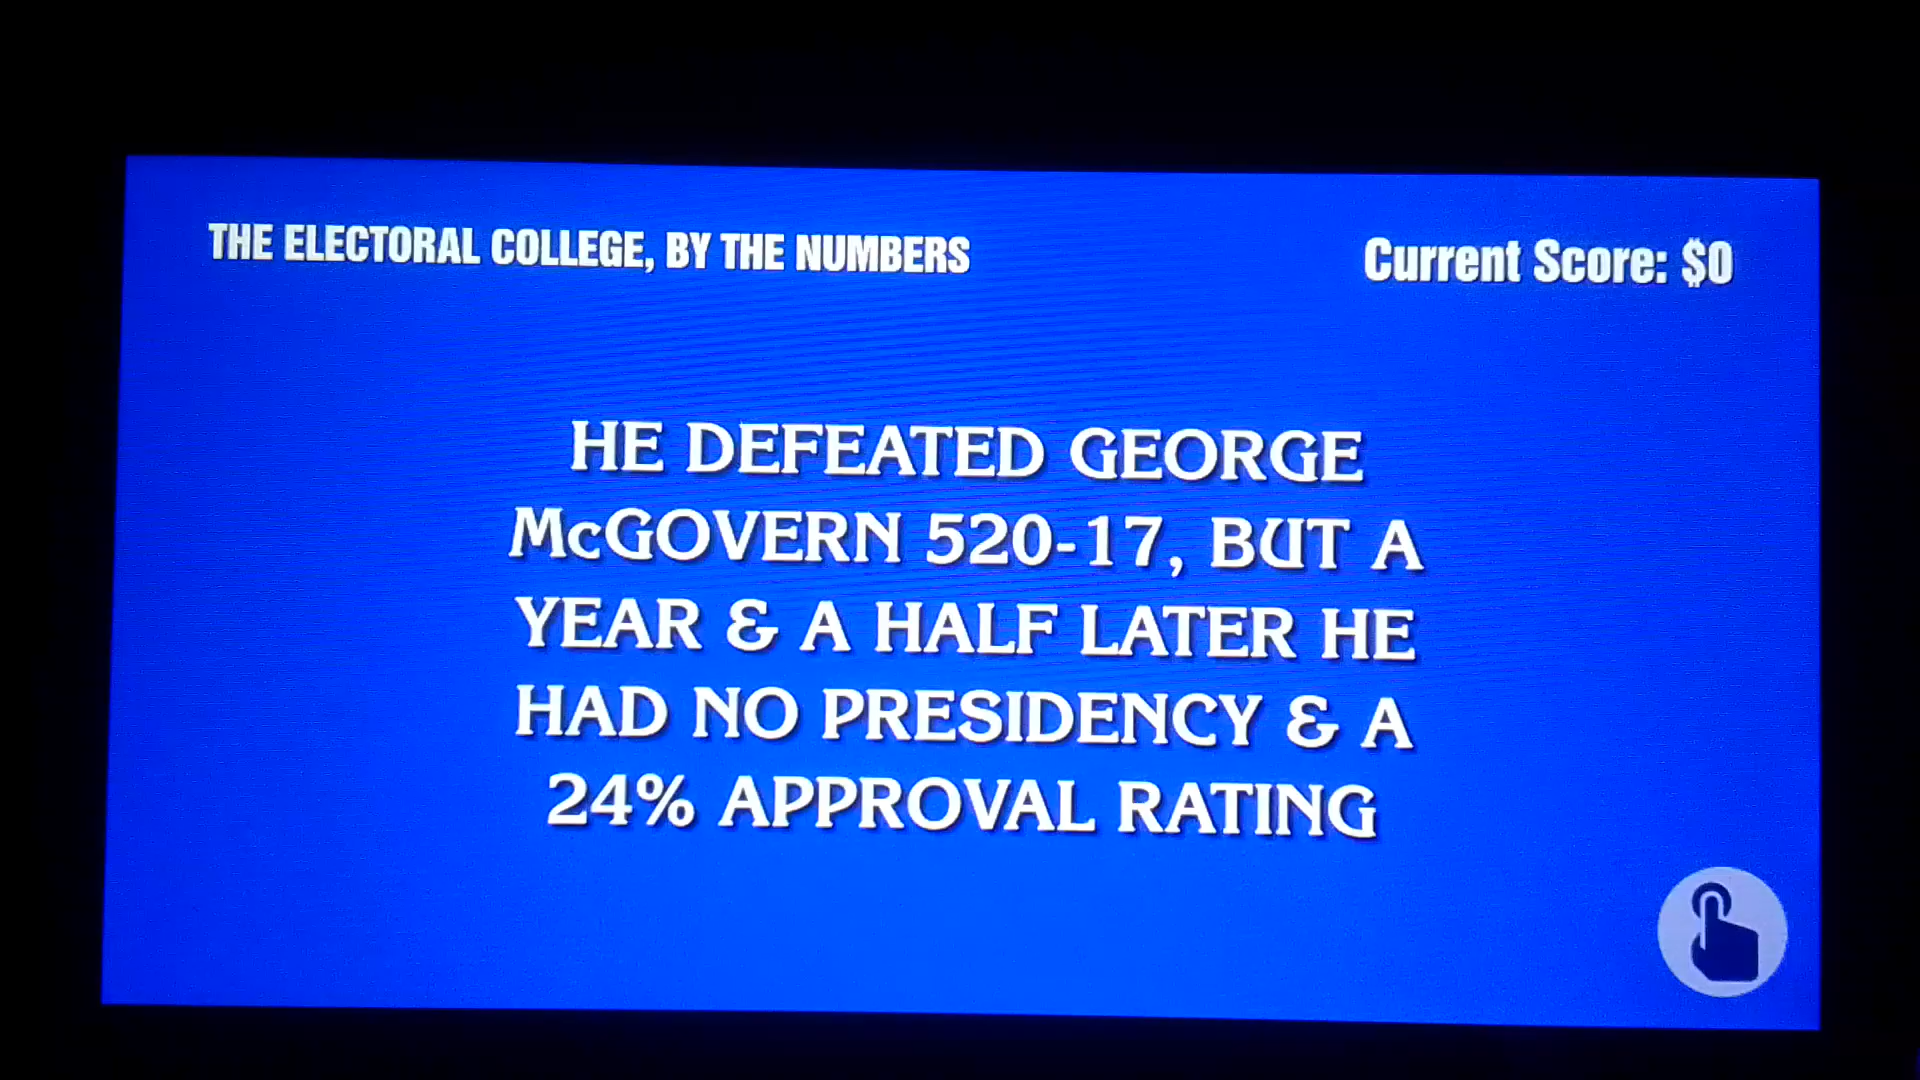 THE ELECTORAL COLLEGE, BY THE NUMBERS
Current Score: $0
HE DEFEATED GEORGE
McGOVERN 520-17, BUT A
YEAR & A HALF LATER HE
HAD NO PRESIDENCY & A
24% APPROVAL RATING